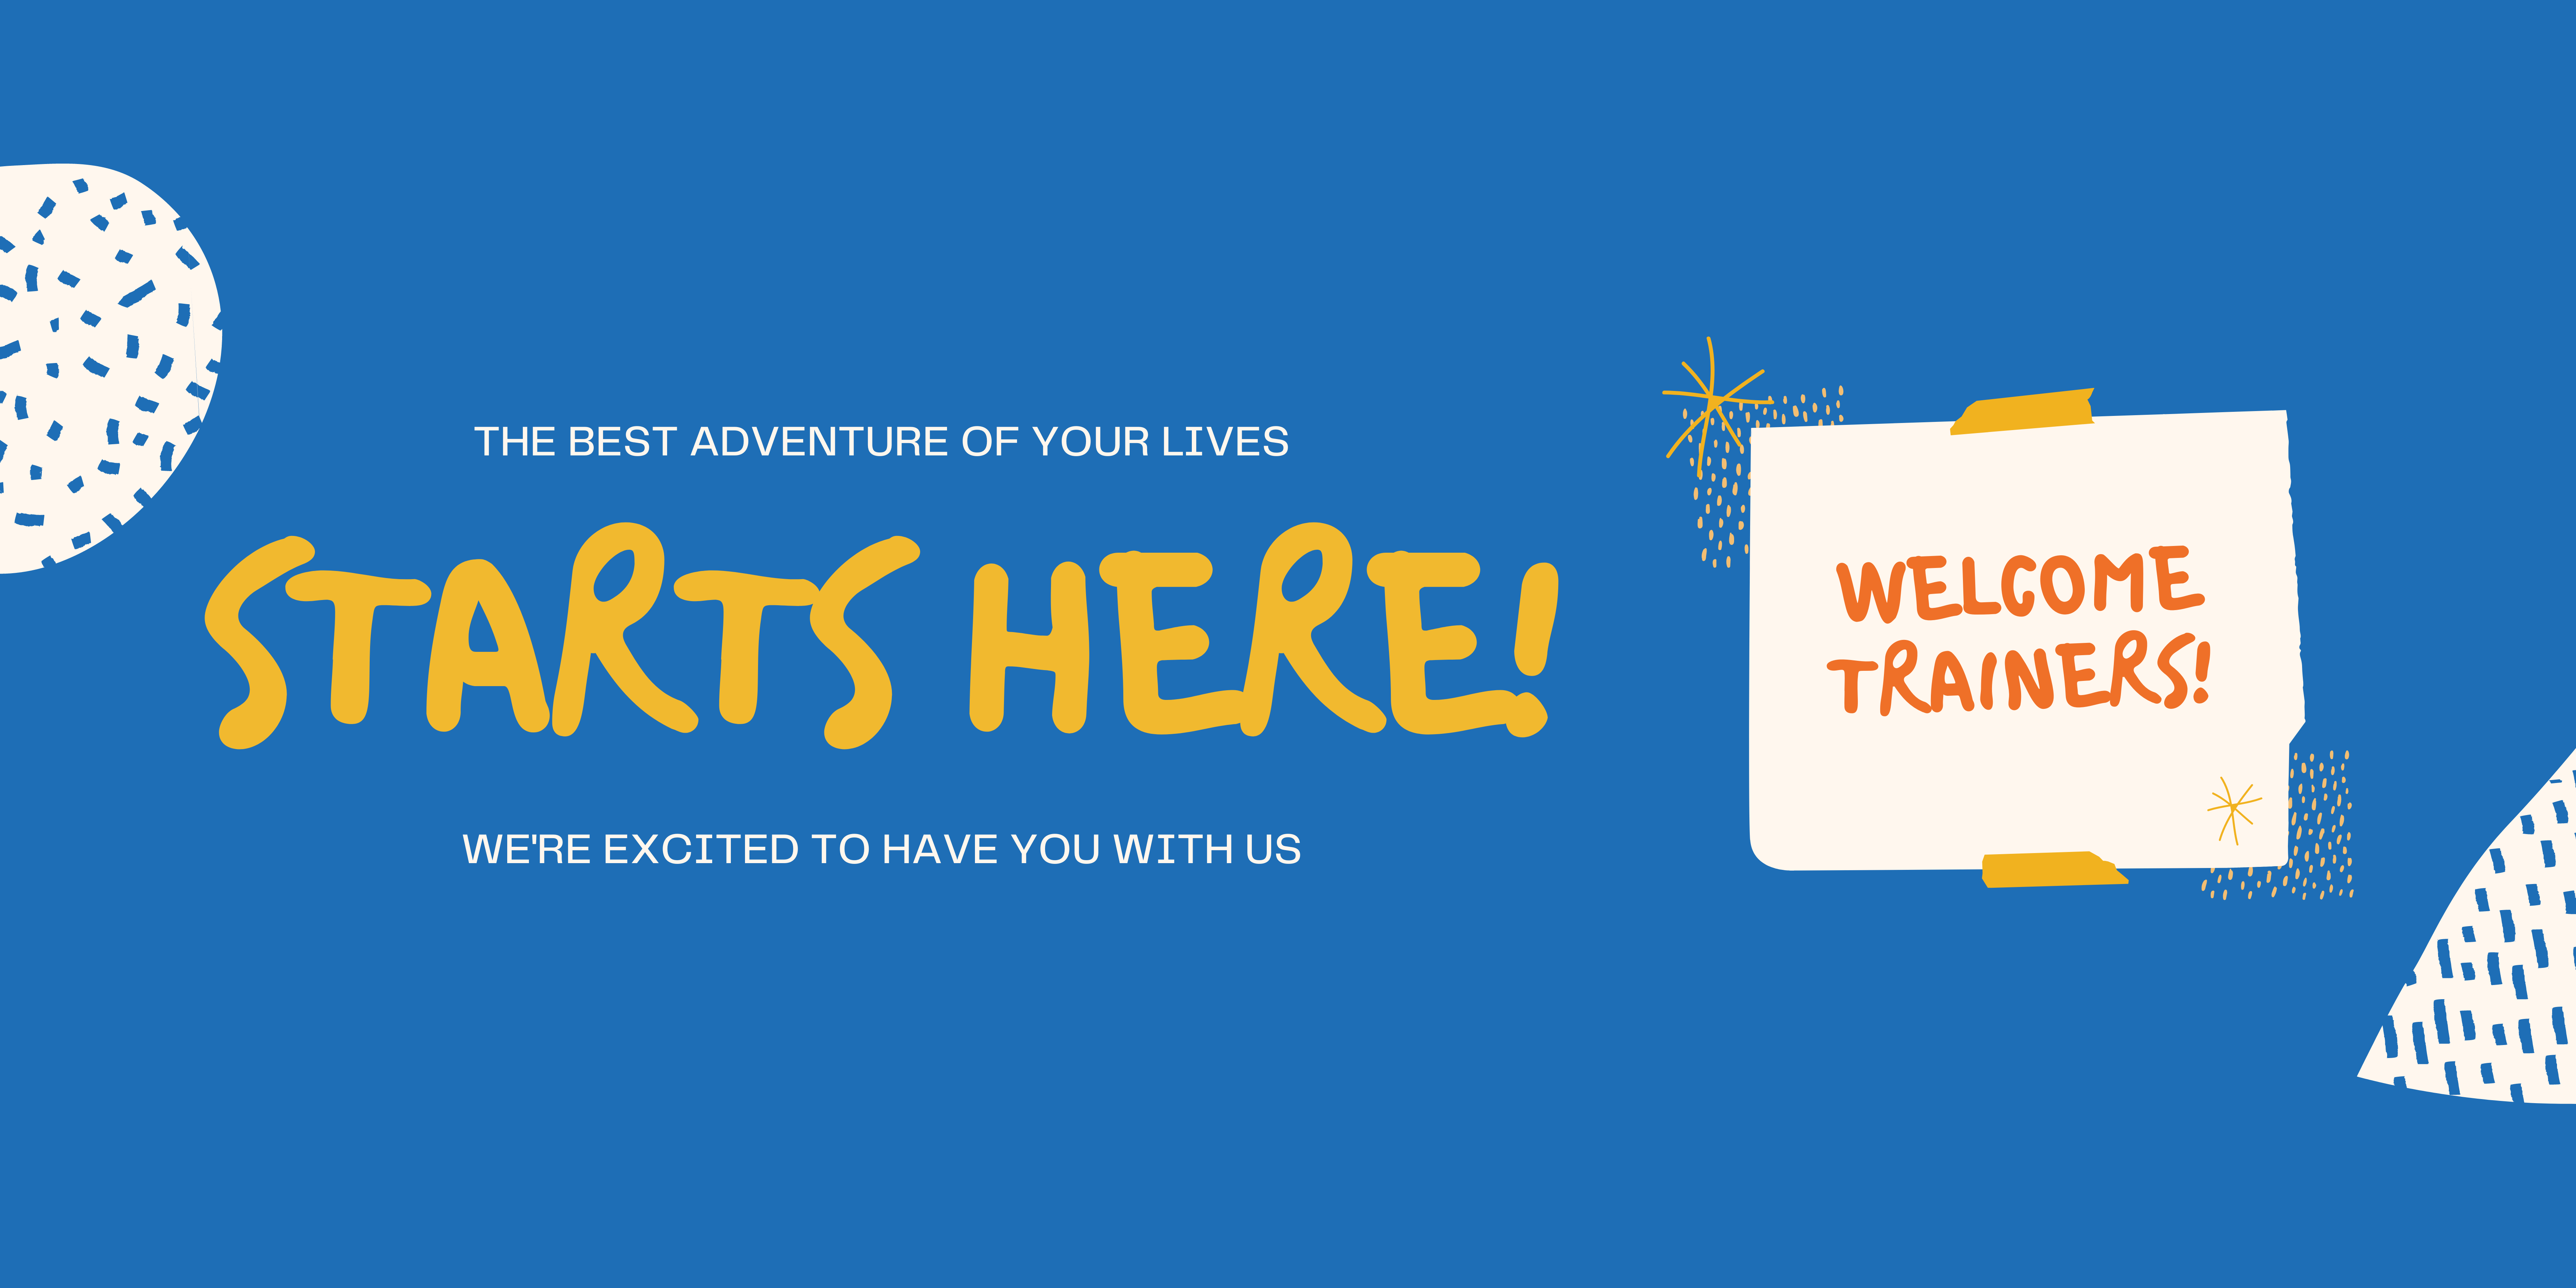 THE BEST ADVENTURE OF YOUR LIVES
STARTS HERE!
WE'RE EXCITED TO HAVE YOU WITH US
WELCOME
TRAINERS!